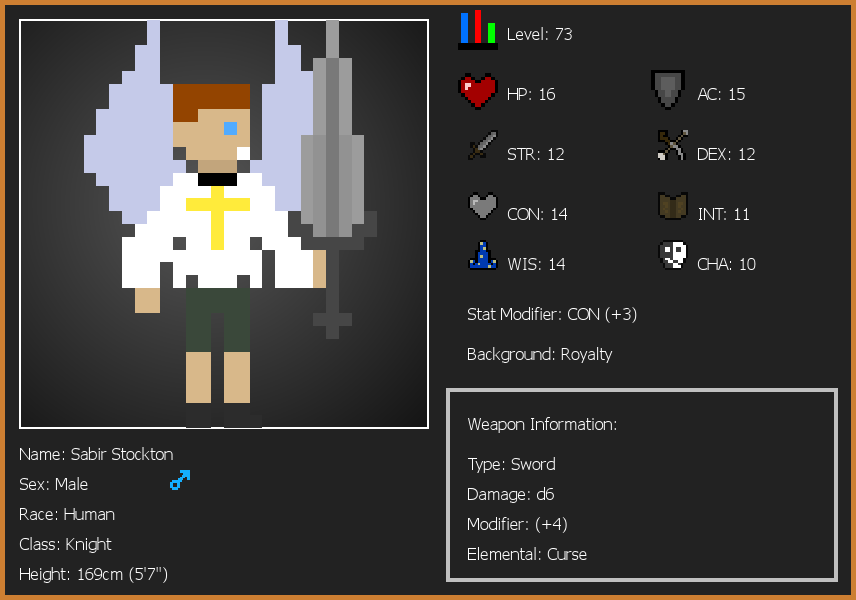 Level: 73
HP: 16
AC: 15
STR: 12
DEX: 12
CON: 14
INT: 11
WIS: 14
CHA: 10
Stat Modifier: CON (+3)
Background: Royalty
Weapon Information:
Type: Sword
Damage: d6
Modifier: (+4)
Elemental: Curse
Name: Sabir Stockton
Sex: Male
Race: Human
Class: Knight
Height: 169cm (5'7")